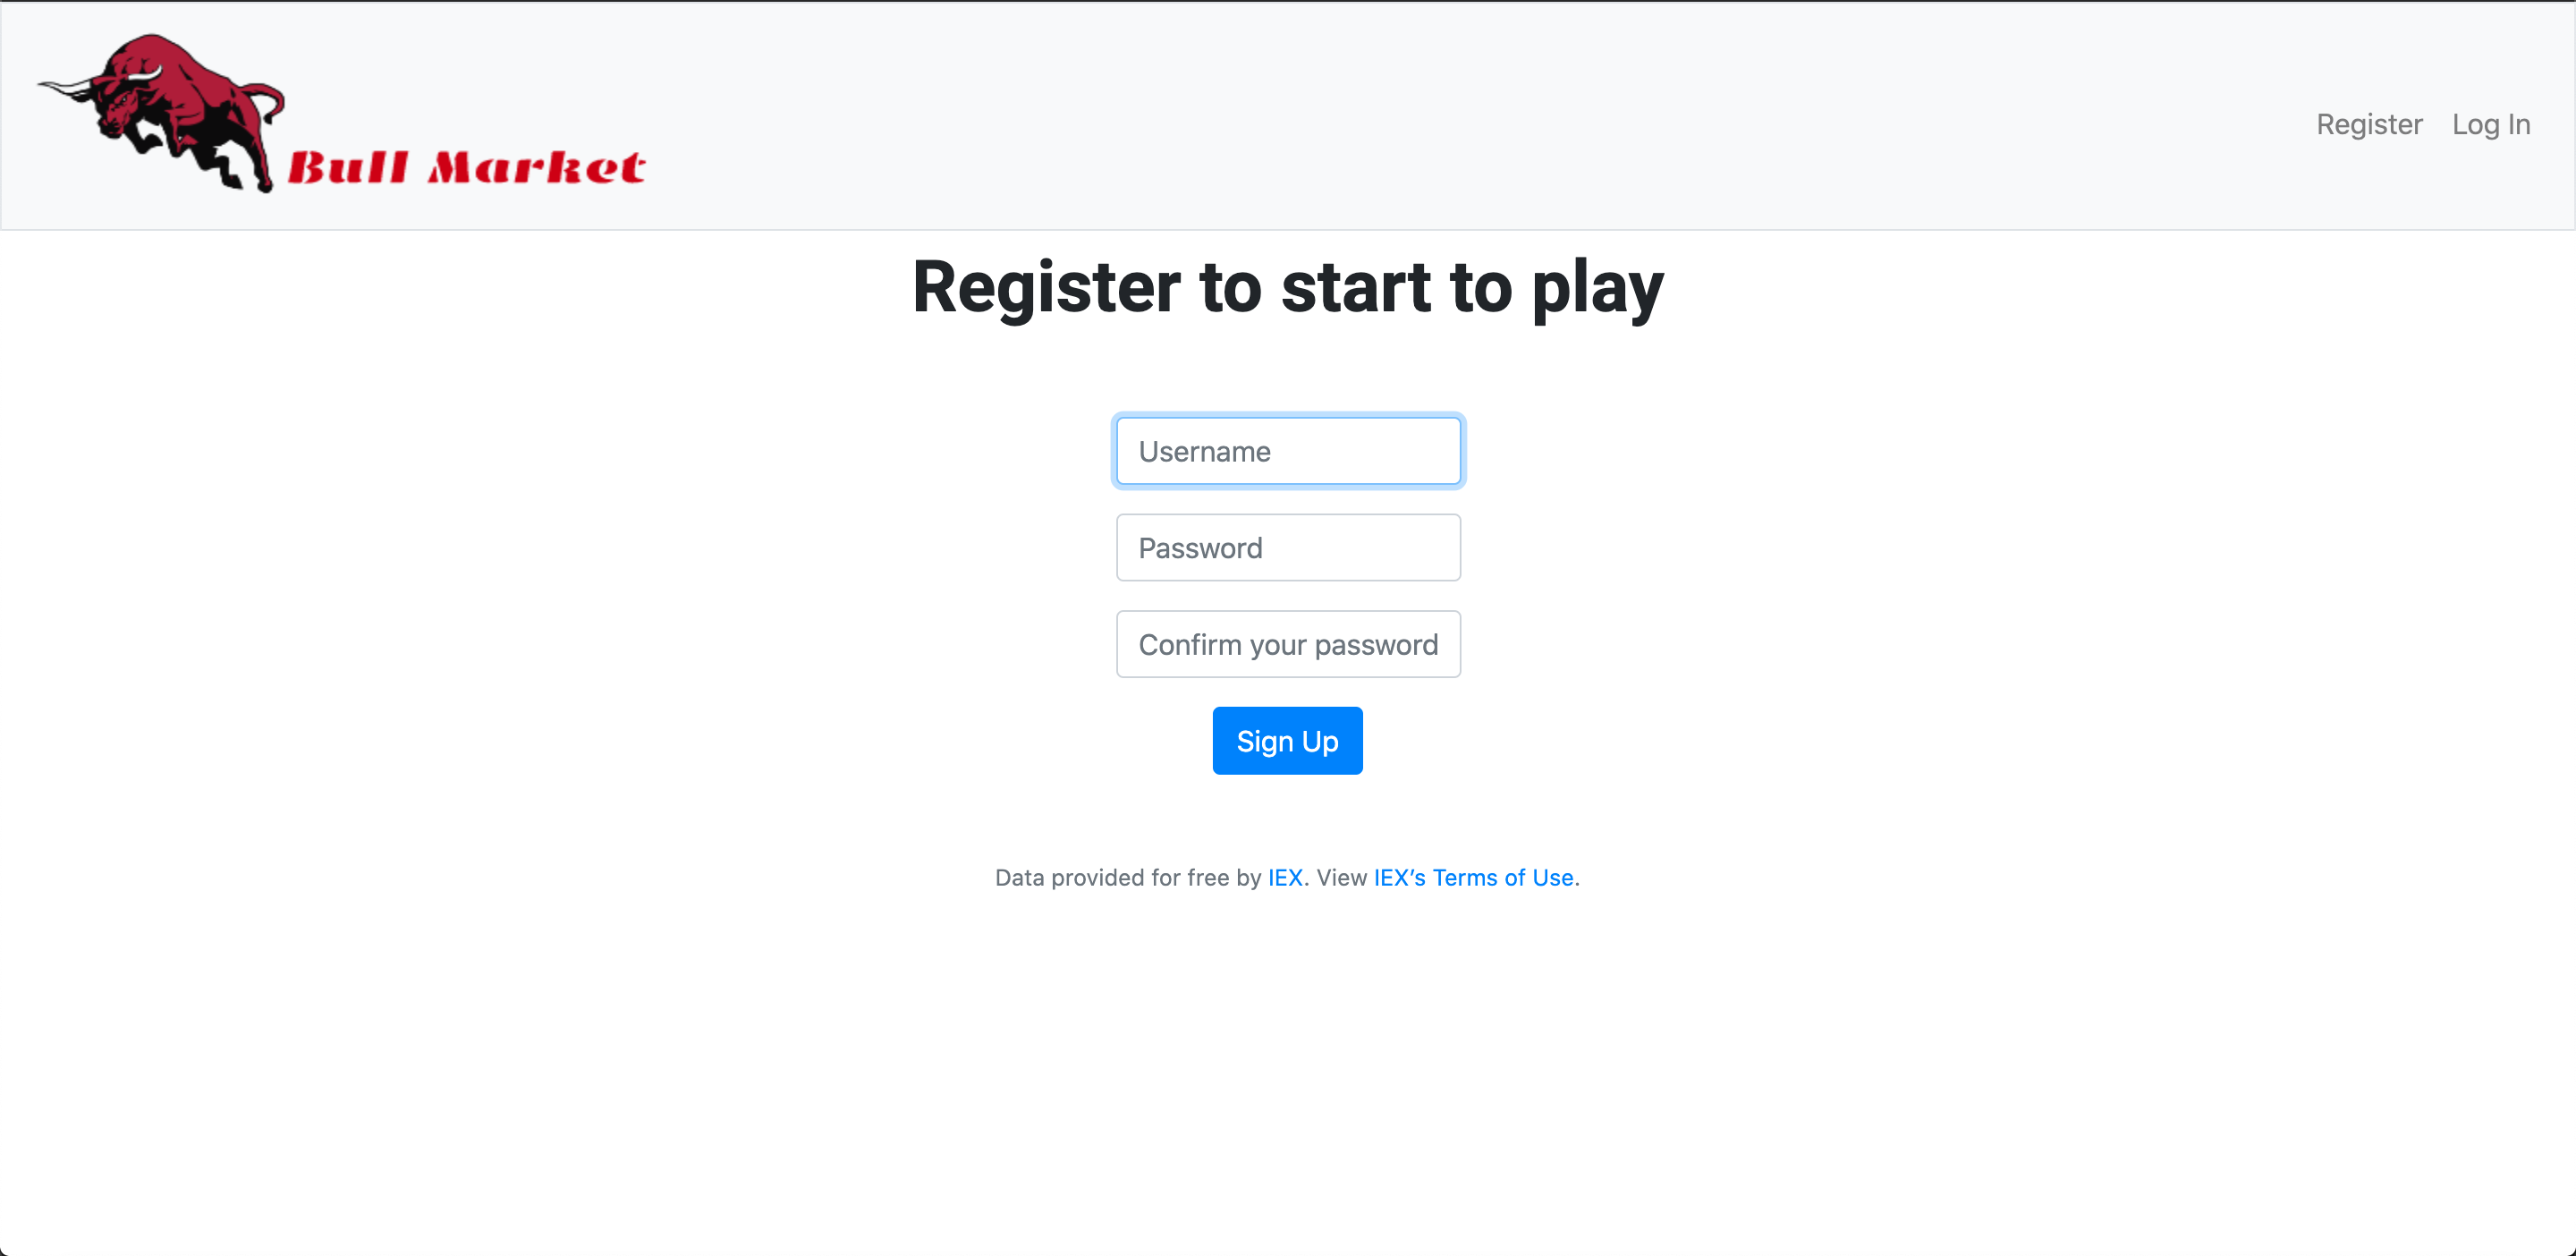 Bull Market
Register Log In
Register to start to play
Username
Password
Confirm your password
Sign Up
Data provided for free by IEX. View IEX’s Terms of Use.